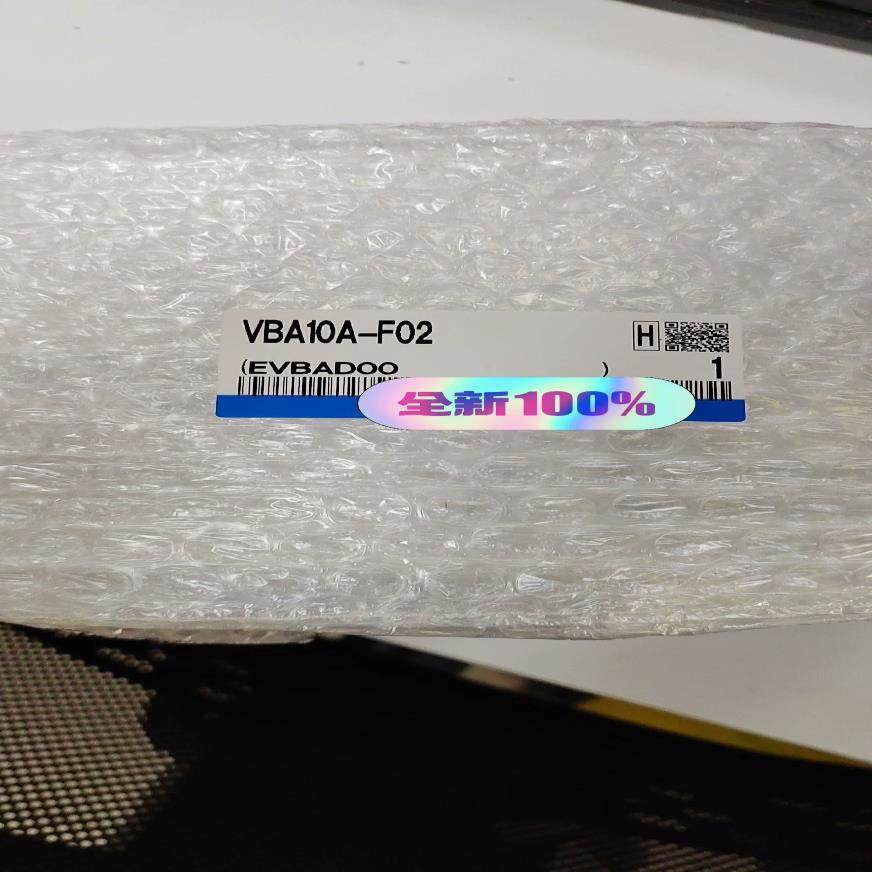 VBA10A-F02
H
(EVBADOO )
1
全新100%